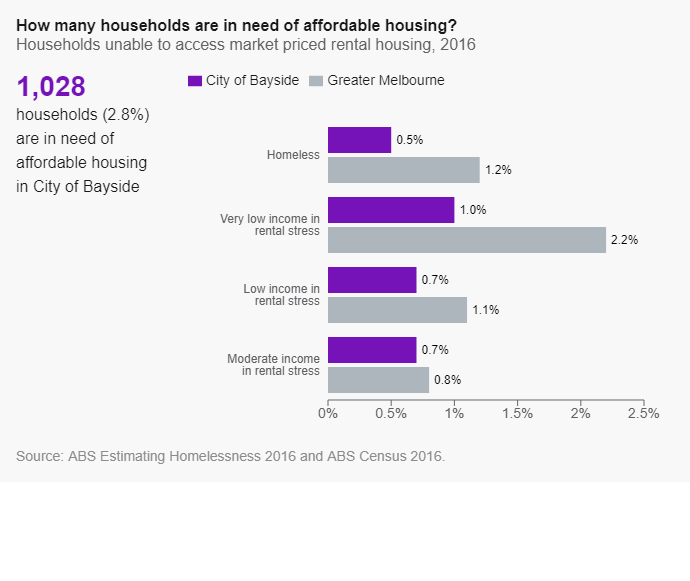 How many households are in need of affordable housing?
Households unable to access market priced rental housing, 2016
1,028
households (2.8%)
are in need of
affordable housing
in City of Bayside
City of Bayside
Greater Melbourne
Homeless
0.5%
1.2%
Very low income in
rental stress
1.0%
2.2%
Low income in
rental stress
0.7%
1.1%
Moderate income
in rental stress
0.7%
0.8%
0% 0.5% 1% 1.5% 2% 2.5%
Source: ABS Estimating Homelessness 2016 and ABS Census 2016.